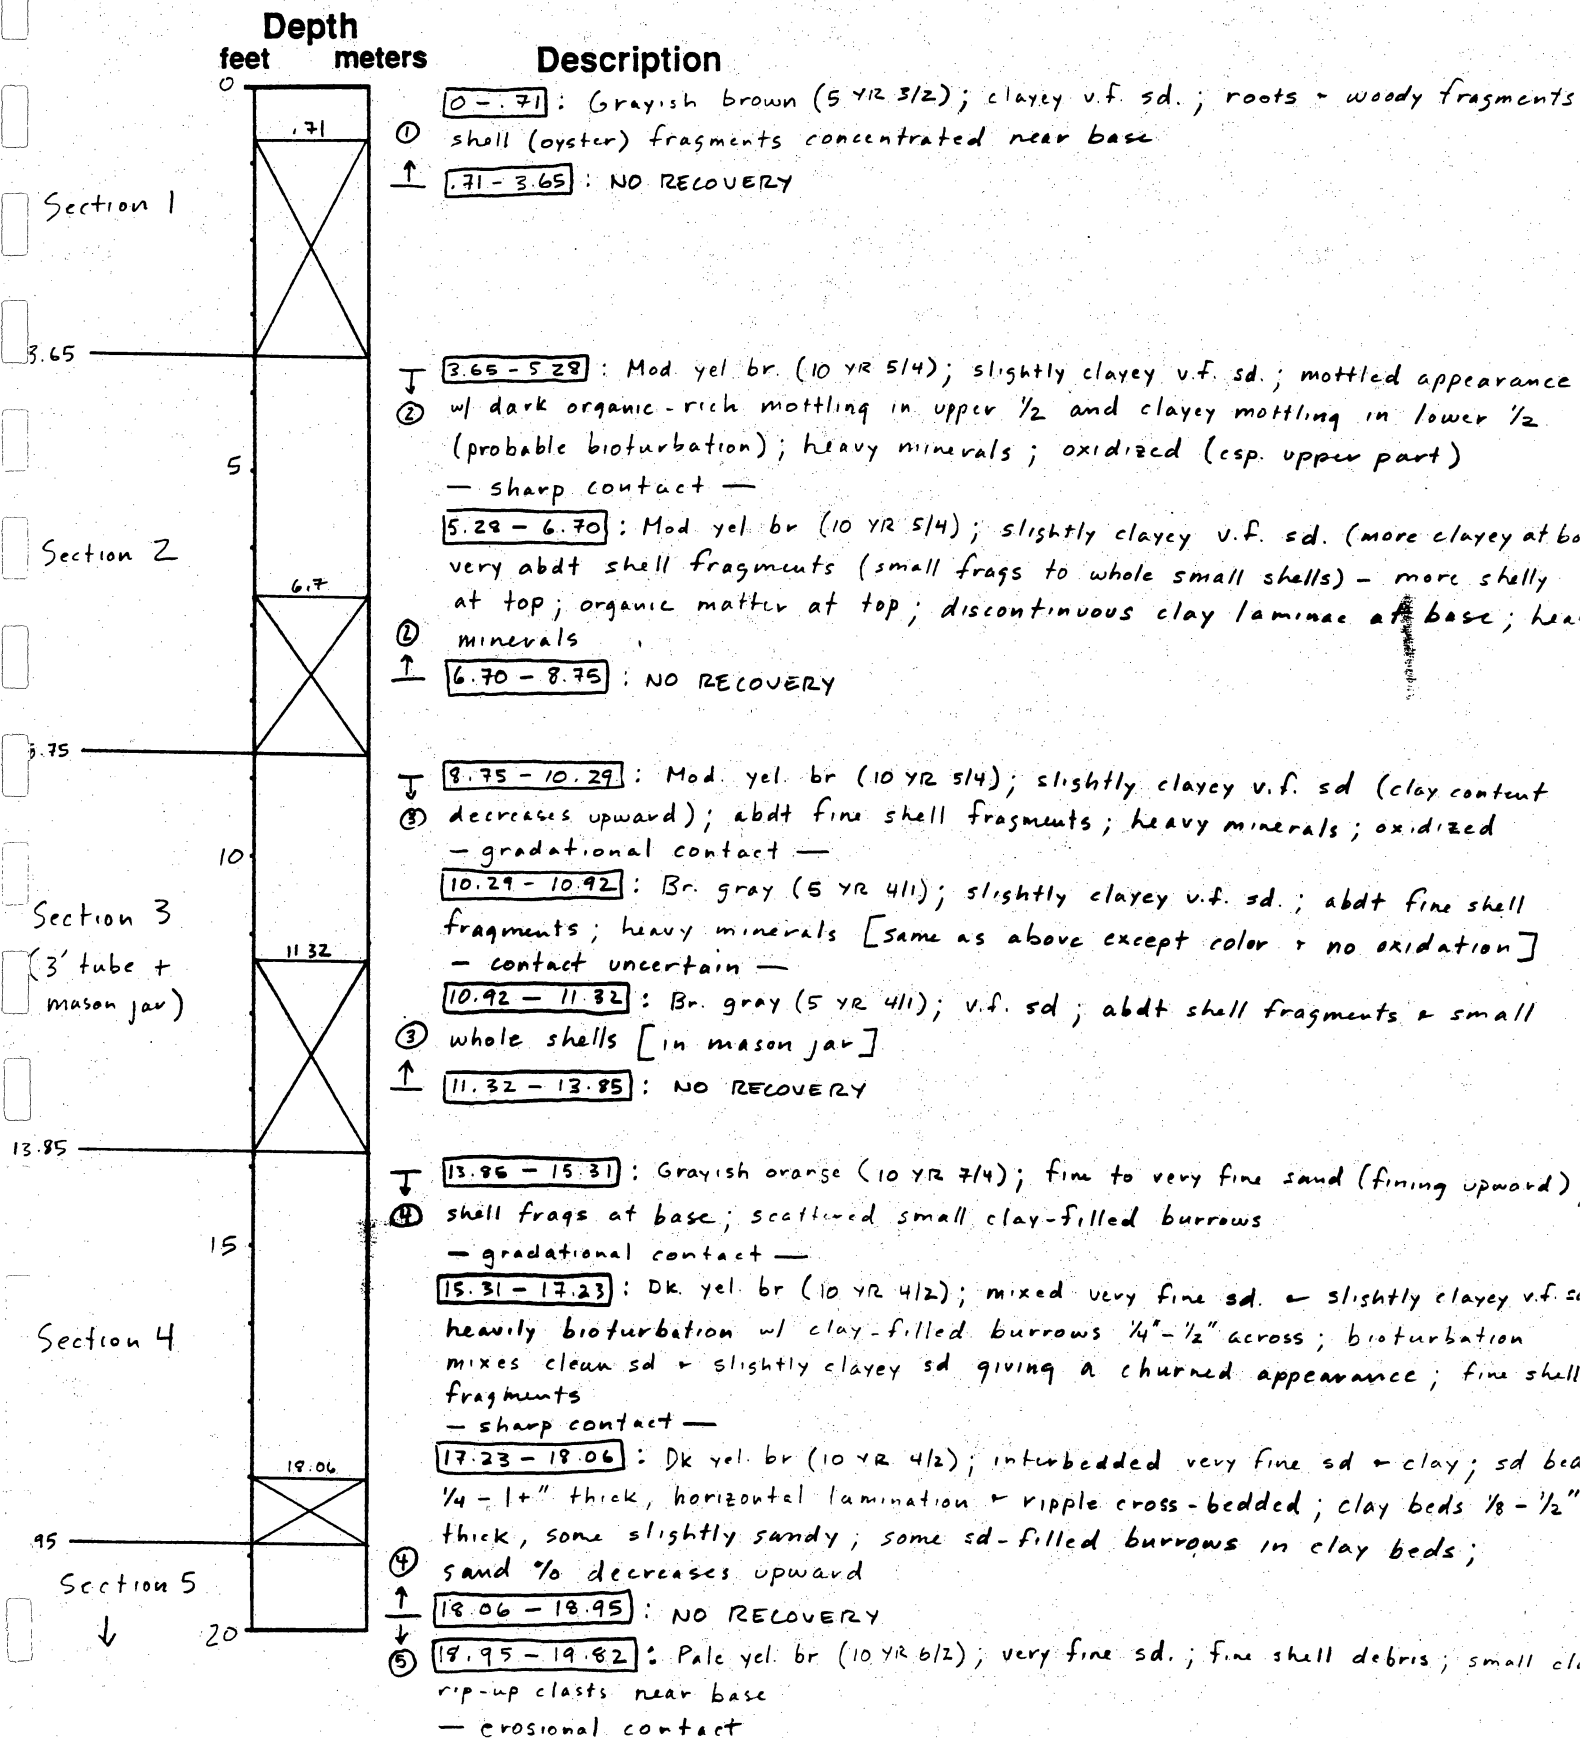 Depth
feet meters Description
0
0 - .71 : Grayish brown (5 YR 3/2); clayey v.f. sd.; roots + woody fragments
.71 ① shell (oyster) fragments concentrated near base
↑ .71 - 3.65 : NO RECOVERY
Section 1
3.65
3.65 - 5.28 : Mod. yel. br. (10 YR 5/4); slightly clayey v.f. sd.; mottled appearance
② w/ dark organic-rich mottling in upper 1/2 and clayey mottling in lower 1/2
(probable bioturbation); heavy minerals; oxidized (esp. upper part)
5
— sharp contact —
5.28 - 6.70 : Mod yel br (10 YR 5/4); slightly clayey v.f. sd. (more clayey at bo
Section 2
very abdt shell fragments (small frags to whole small shells) - more shelly
6.7
at top; organic matter at top; discontinuous clay laminae at base; hea
② minerals
↑ 6.70 - 8.75 : NO RECOVERY
.75
↓ 8.75 - 10.29 : Mod. yel. br (10 YR 5/4); slightly clayey v.f. sd (clay content
③ decreases upward); abdt fine shell fragments; heavy minerals; oxidized
10
— gradational contact —
10.29 - 10.92 : Br. gray (5 YR 4/1); slightly clayey v.f. sd.; abdt fine shell
Section 3
fragments; heavy minerals [same as above except color + no oxidation]
11.32
(3' tube +
— contact uncertain —
mason jar)
10.92 - 11.32 : Br. gray (5 YR 4/1); v.f. sd; abdt shell fragments + small
③ whole shells [in mason jar]
↑ 11.32 - 13.85 : NO RECOVERY
13.85
↓ 13.85 - 15.31 : Grayish orange (10 YR 7/4); fine to very fine sand (fining upward);
④ shell frags at base; scattered small clay-filled burrows
15
— gradational contact —
15.31 - 17.23 : Dk. yel. br (10 YR 4/2); mixed very fine sd. + slightly clayey v.f. sd
Section 4
heavily bioturbation w/ clay-filled burrows 1/4"-1/2" across; bioturbation
mixes clean sd + slightly clayey sd giving a churned appearance; fine shell
fragments
— sharp contact —
18.06
17.23 - 18.06 : Dk yel. br (10 YR 4/2); interbedded very fine sd + clay; sd bed
1/4 - 1+" thick, horizontal lamination + ripple cross-bedded; clay beds 1/8 - 1/2"
.95
thick, some slightly sandy; some sd-filled burrows in clay beds;
④ sand % decreases upward
Section 5
↓
↑ 18.06 - 18.95 : NO RECOVERY
20
↓
⑤ 18.95 - 19.82 : Pale yel. br (10 YR 6/2); very fine sd.; fine shell debris; small cla
rip-up clasts near base
— erosional contact